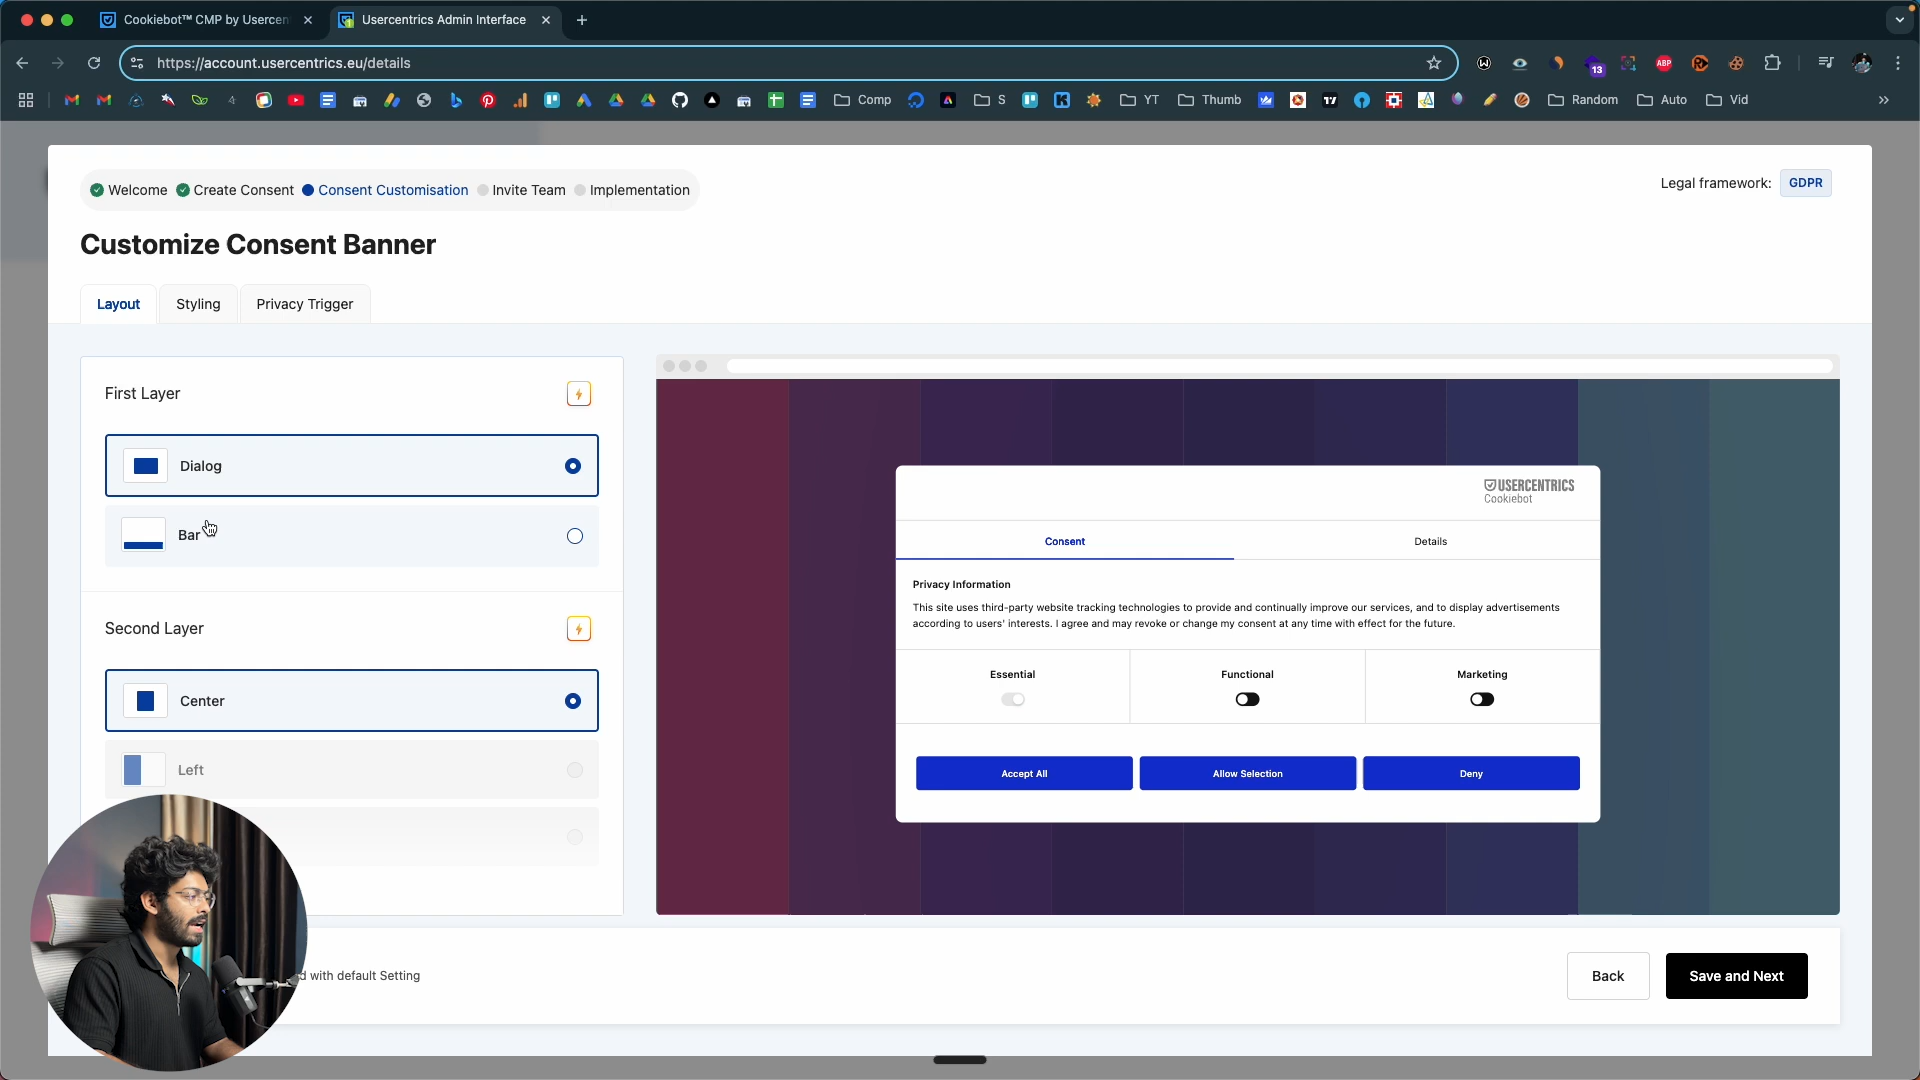 Cookiebot™ CMP by Usercen
Usercentrics Admin Interface
https://account.usercentrics.eu/details
13
ABP
Comp
S
YT
Thumb
Random
Auto
Vid
Welcome
Create Consent
Consent Customisation
Invite Team
Implementation
Legal framework:
GDPR
Customize Consent Banner
Layout
Styling
Privacy Trigger
First Layer
Dialog
Bar
Second Layer
Center
Left
USERCENTRICS
Cookiebot
Consent
Details
Privacy Information
This site uses third-party website tracking technologies to provide and continually improve our services, and to display advertisements
according to users' interests. I agree and may revoke or change my consent at any time with effect for the future.
Essential
Functional
Marketing
Accept All
Allow Selection
Deny
with default Setting
Back
Save and Next